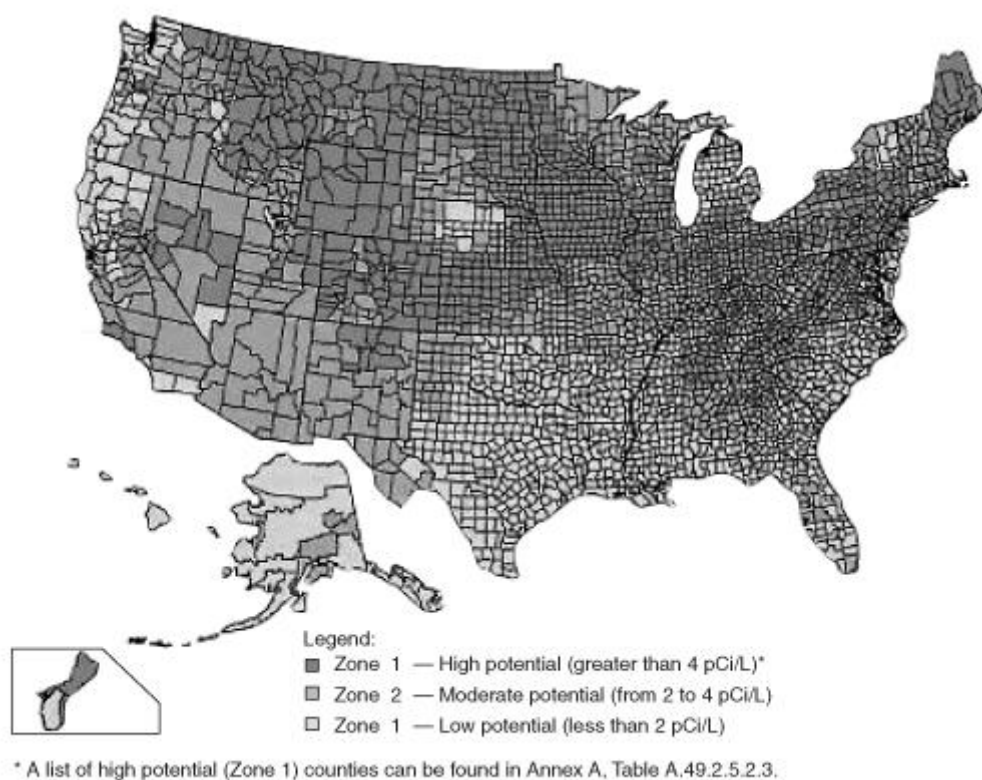 Legend:
Zone 1 — High potential (greater than 4 pCi/L)*
Zone 2 — Moderate potential (from 2 to 4 pCi/L)
Zone 1 — Low potential (less than 2 pCi/L)
* A list of high potential (Zone 1) counties can be found in Annex A, Table A.49.2.5.2.3.